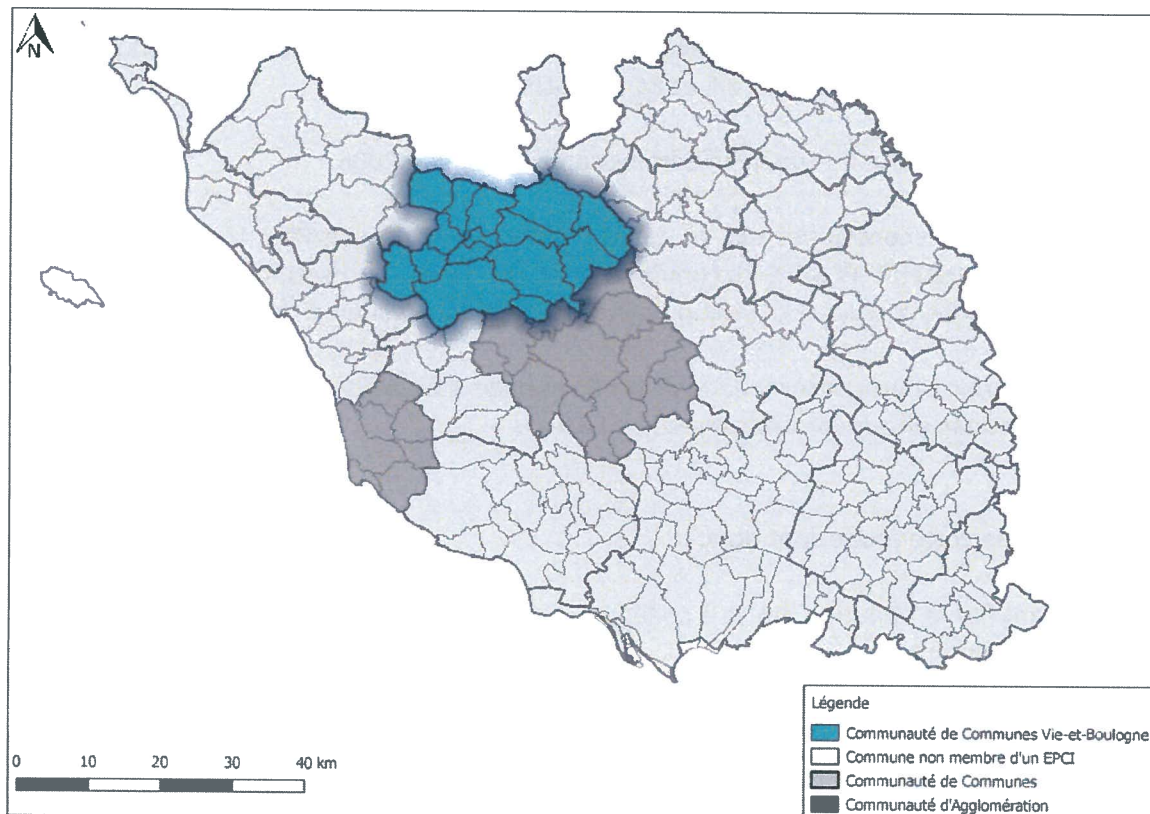 N
Légende
Communauté de Communes Vie-et-Boulogne
Commune non membre d'un EPCI
Communauté de Communes
Communauté d'Agglomération
0 10 20 30 40 km